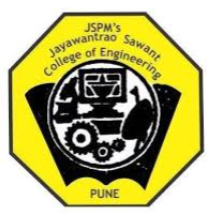 JSPM's
Jayawantrao Sawant
College of Engineering
PUNE